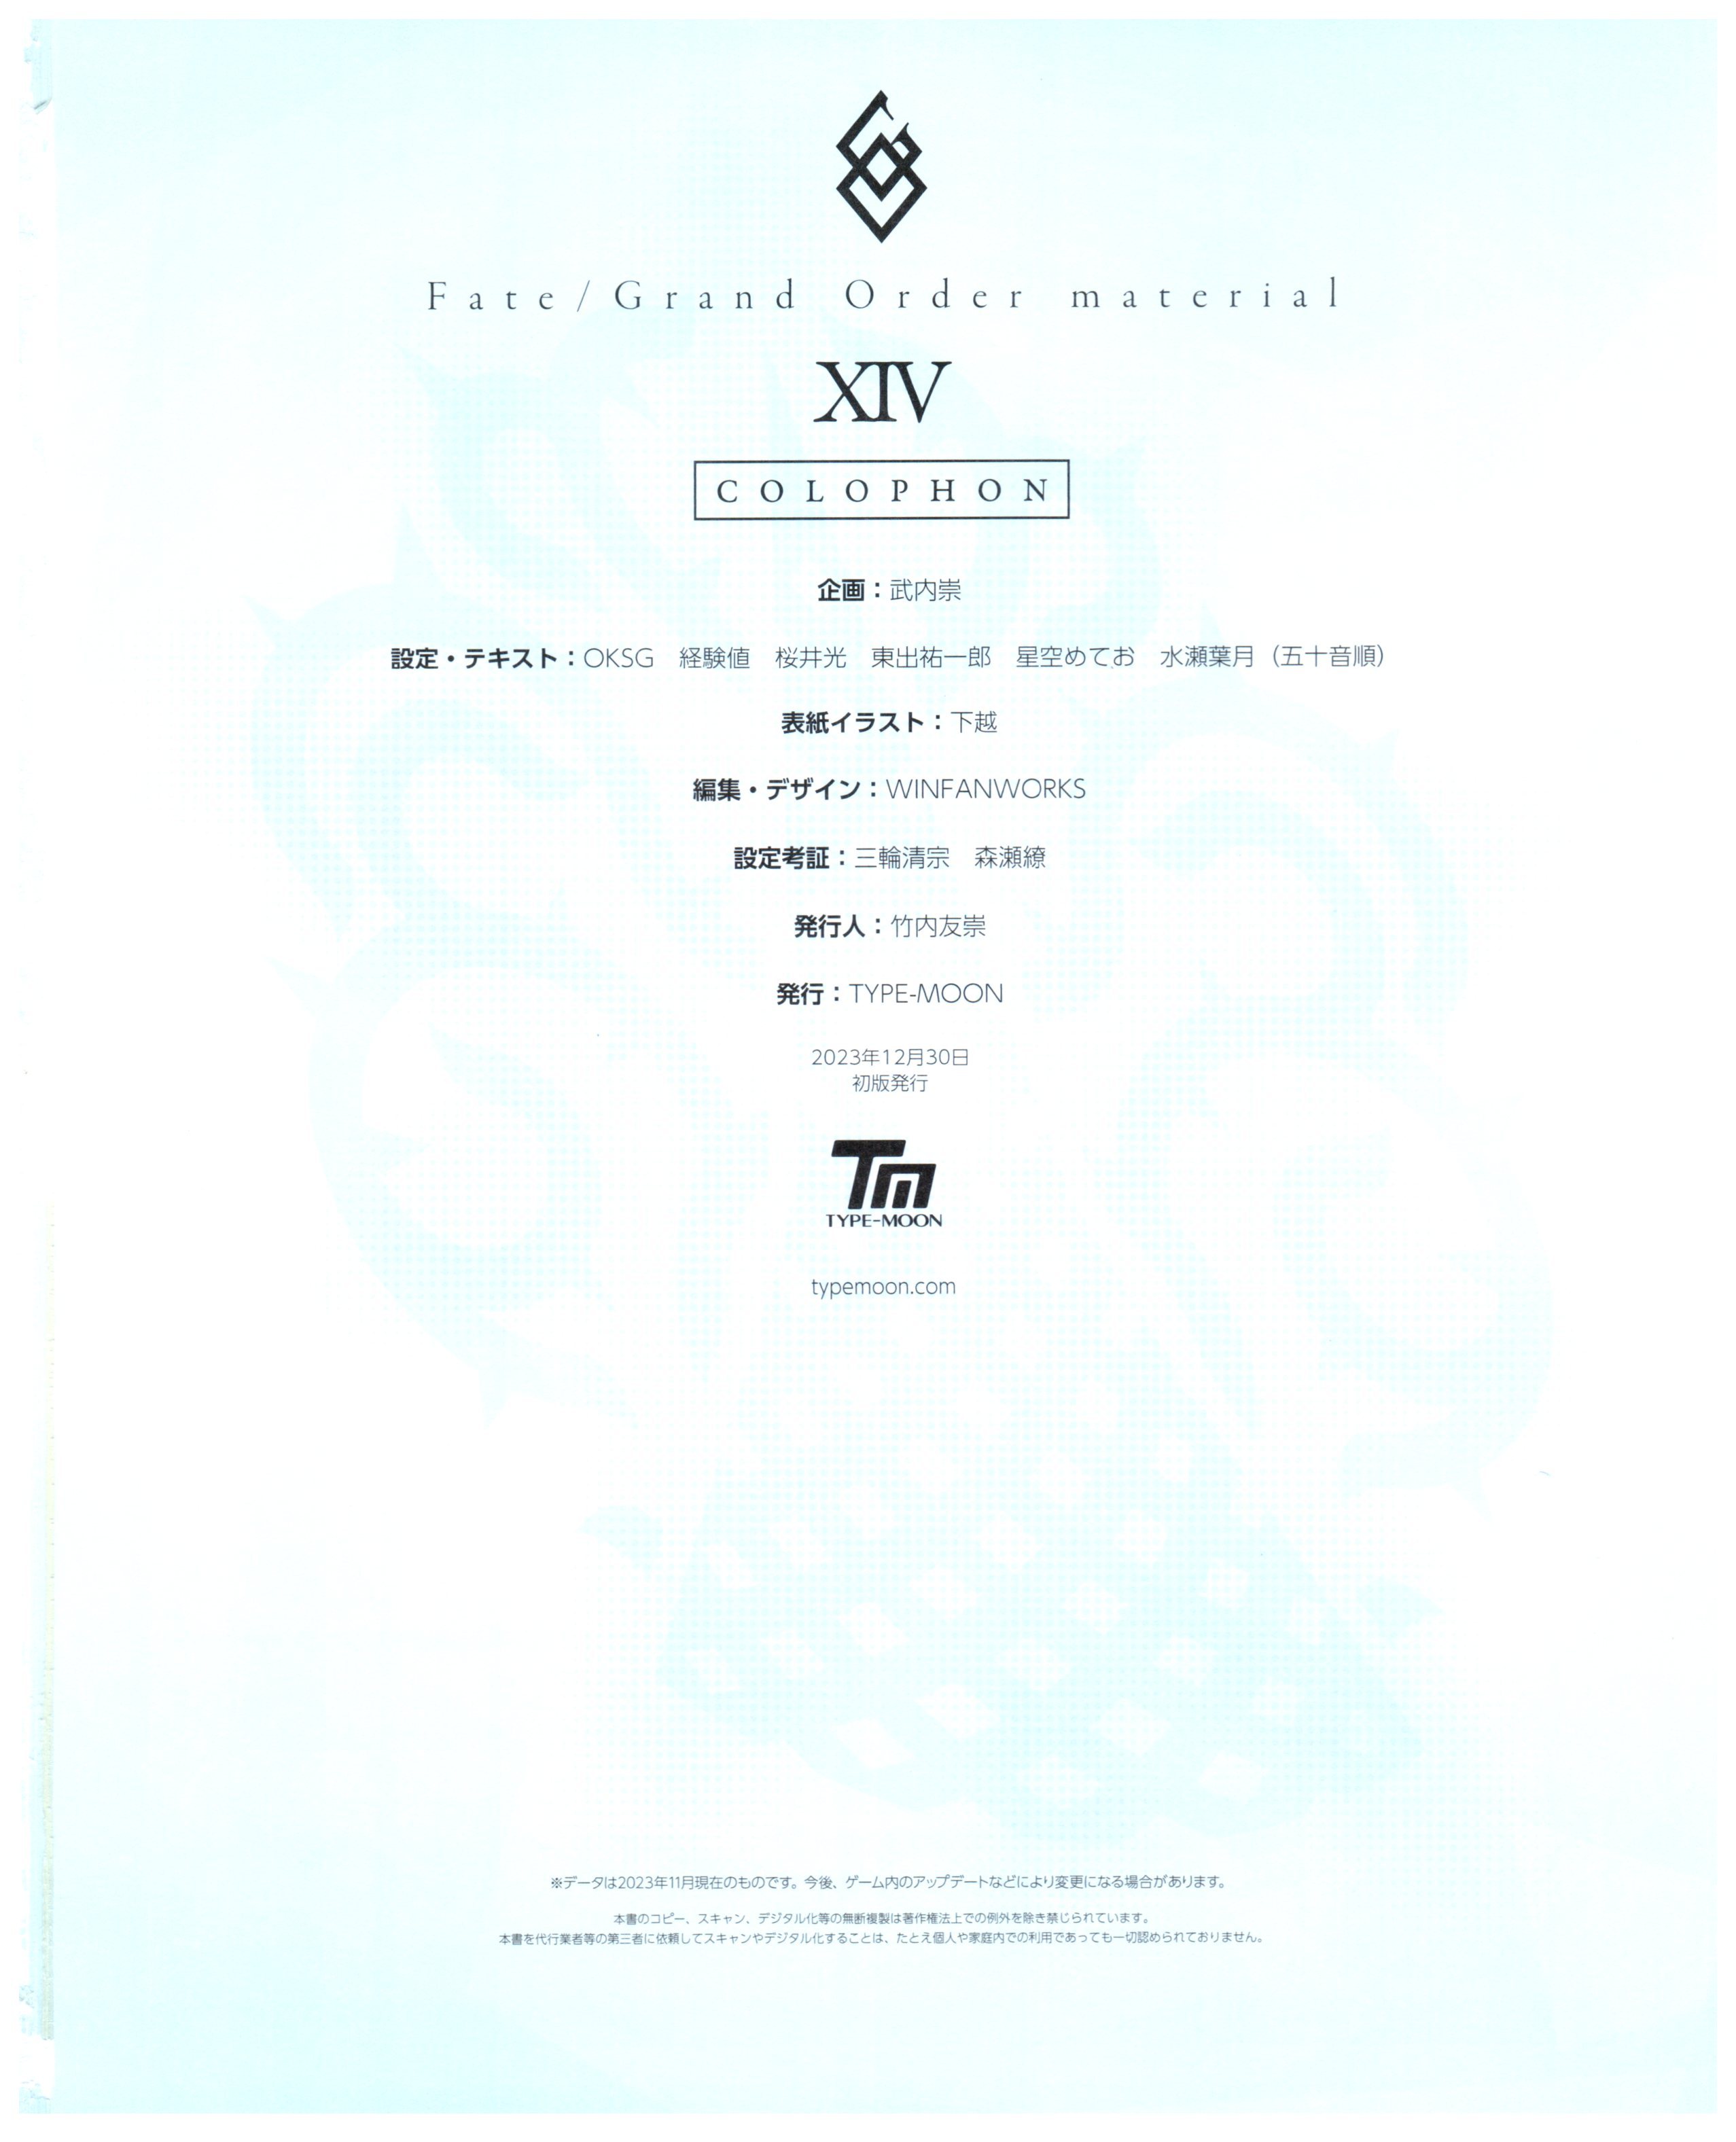 Fate/Grand Order material
XIV
COLOPHON
企画：武内崇
設定・テキスト：OKSG　経験値　桜井光　東出祐一郎　星空めてお　水瀬葉月（五十音順）
表紙イラスト：下越
編集・デザイン：WINFANWORKS
設定考証：三輪清宗　森瀬繚
発行人：竹内友崇
発行：TYPE-MOON
2023年12月30日
初版発行
TM
TYPE-MOON
typemoon.com
※データは2023年11月現在のものです。今後、ゲーム内のアップデートなどにより変更になる場合があります。
本書のコピー、スキャン、デジタル化等の無断複製は著作権法上での例外を除き禁じられています。
本書を代行業者等の第三者に依頼してスキャンやデジタル化することは、たとえ個人や家庭内での利用であっても一切認められておりません。